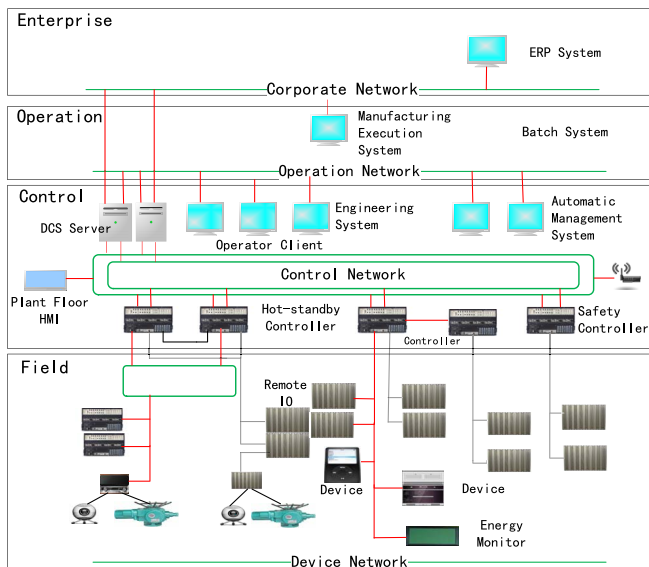 Enterprise
ERP System
Corporate Network
Operation
Manufacturing
Execution
System
Batch System
Operation Network
Control
DCS Server
Engineering
System
Automatic
Management
System
Operator Client
Control Network
Plant Floor
HMI
Hot-standby
Controller
Controller
Safety
Controller
Field
Remote
IO
Device
Device
Energy
Monitor
Device Network